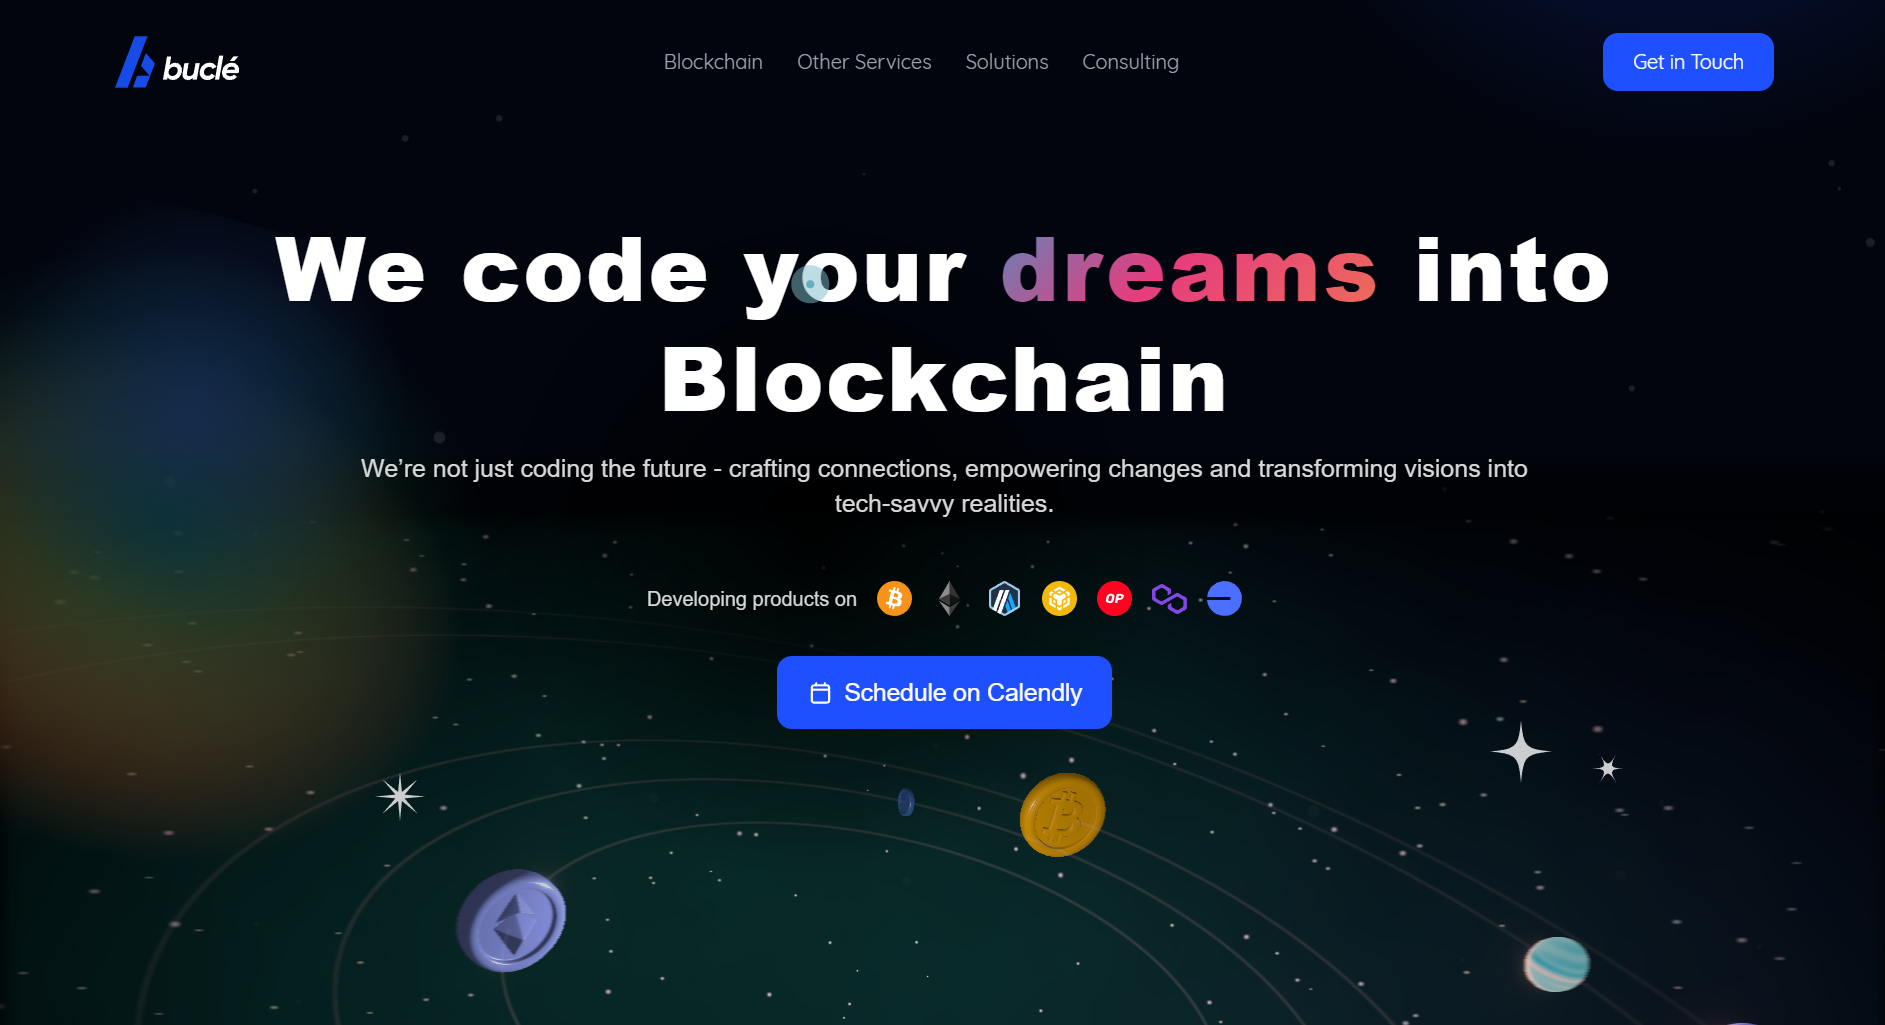 buclé
Blockchain Other Services Solutions Consulting
Get in Touch
We code your dreams into
Blockchain
We’re not just coding the future - crafting connections, empowering changes and transforming visions into
tech-savvy realities.
Developing products on
OP
Schedule on Calendly